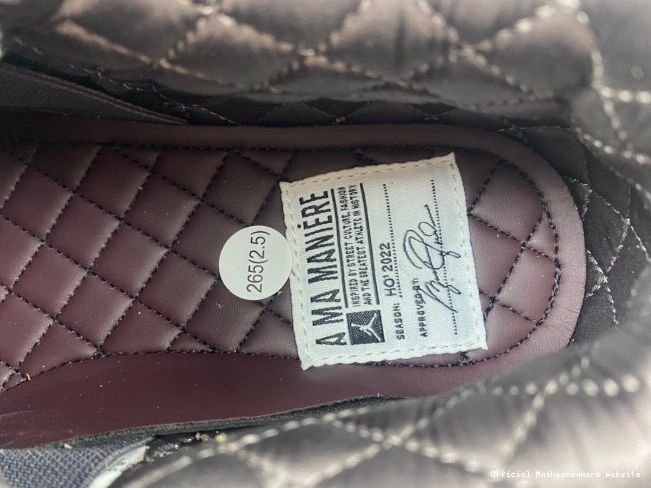 265(2.5)
A MA MANIÉRE
INSPIRED BY STREET CULTURE, FASHION
AND THE GREATEST ATHLETE IN HISTORY
SEASON: HO! 2022
APPROVED BY:
Official Maikesneakers Website